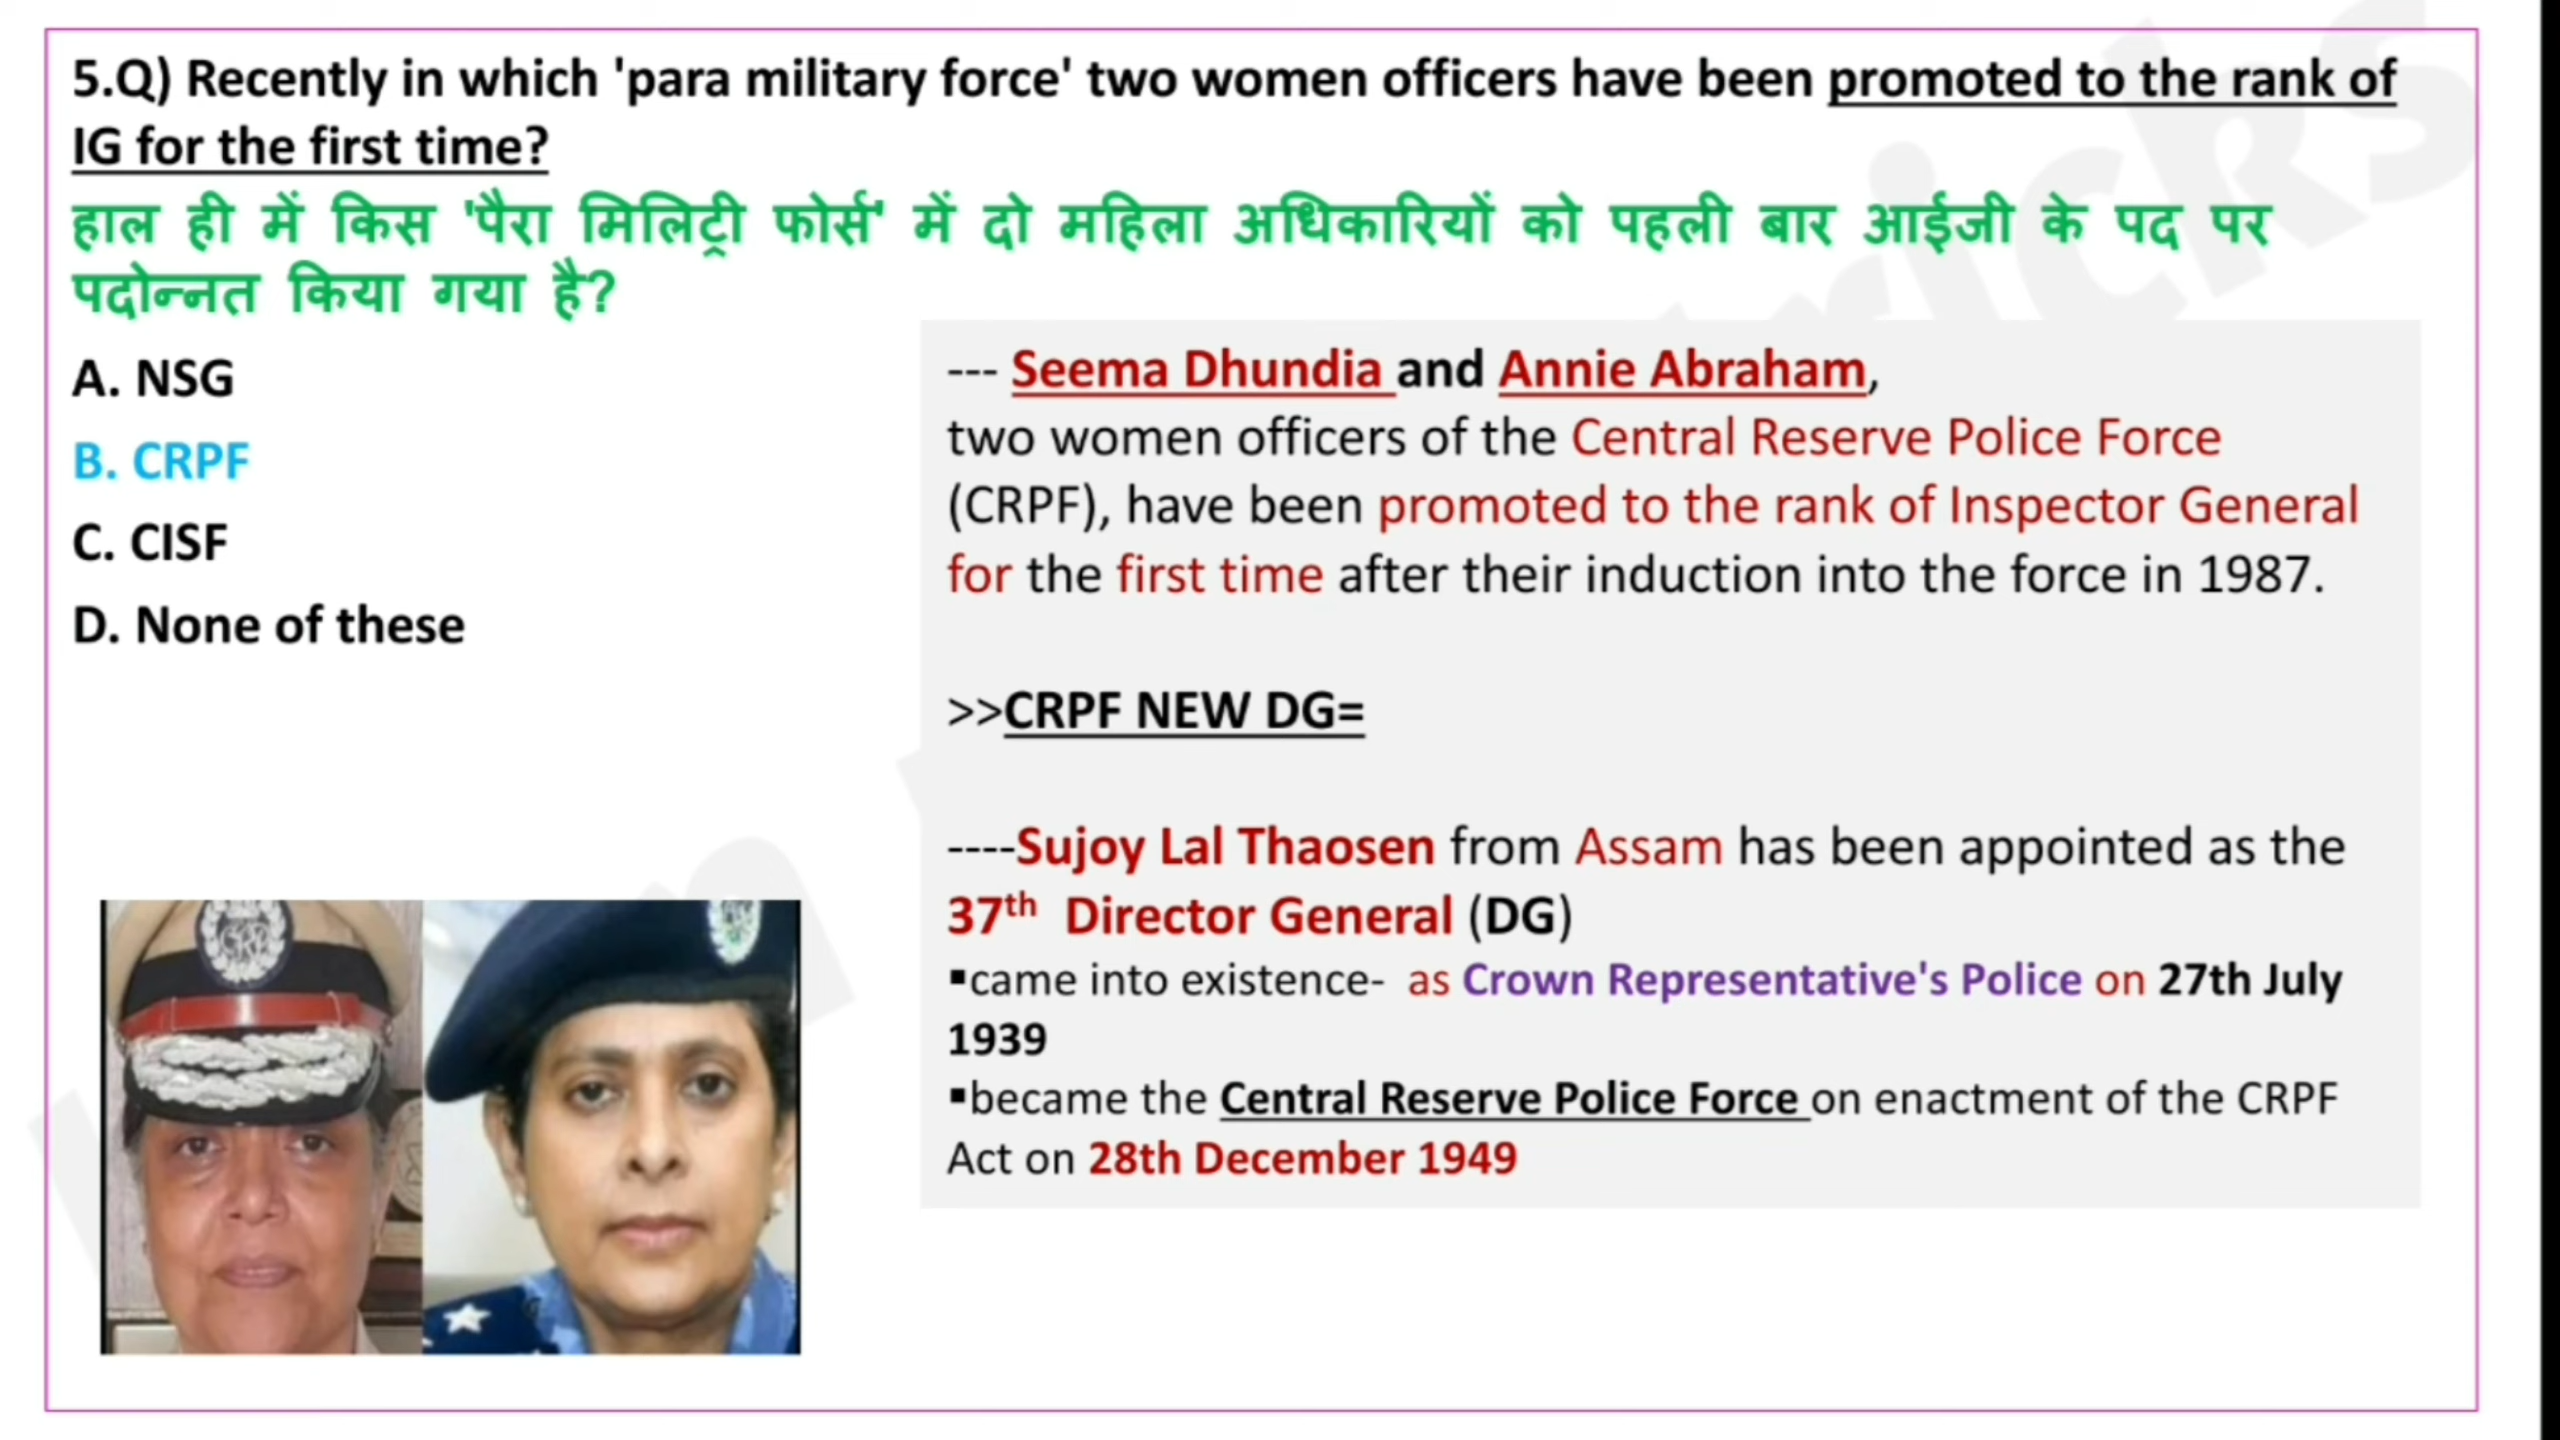 5.Q) Recently in which 'para military force' two women officers have been promoted to the rank of
IG for the first time?
हाल ही में किस 'पैरा मिलिट्री फोर्स' में दो महिला अधिकारियों को पहली बार आईजी के पद पर
पदोन्नत किया गया है?
A. NSG
B. CRPF
C. CISF
D. None of these
--- Seema Dhundia and Annie Abraham,
two women officers of the Central Reserve Police Force
(CRPF), have been promoted to the rank of Inspector General
for the first time after their induction into the force in 1987.
>>CRPF NEW DG=
----Sujoy Lal Thaosen from Assam has been appointed as the
37th Director General (DG)
▪came into existence- as Crown Representative's Police on 27th July
1939
▪became the Central Reserve Police Force on enactment of the CRPF
Act on 28th December 1949